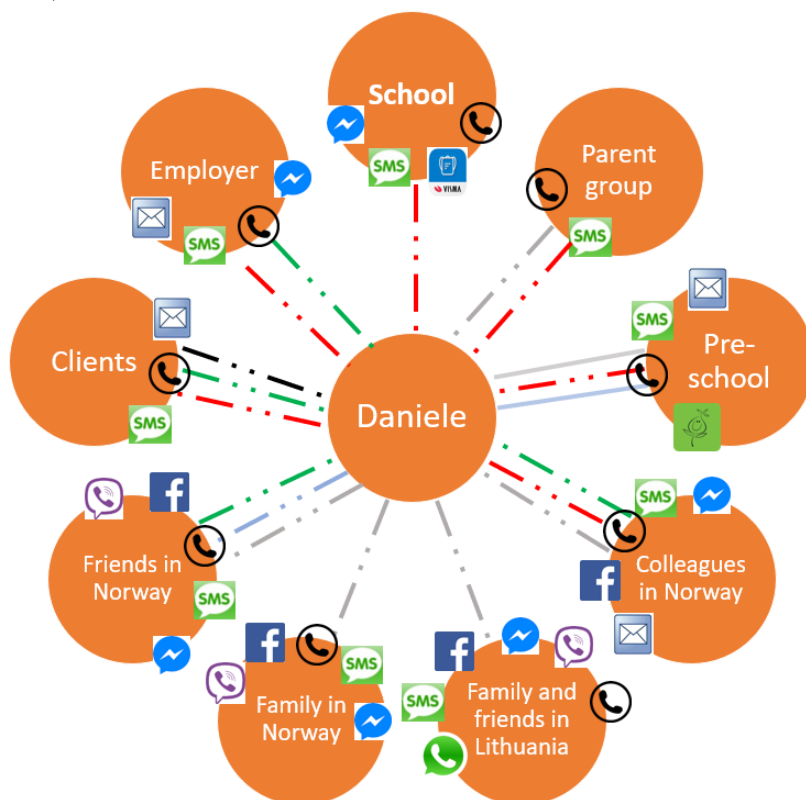 School
SMS
VISMA
Employer
SMS
Parent
group
SMS
Clients
SMS
Daniele
SMS
Pre-
school
Friends in
Norway
SMS
SMS
Colleagues
in Norway
Family in
Norway
SMS
SMS
Family and
friends in
Lithuania